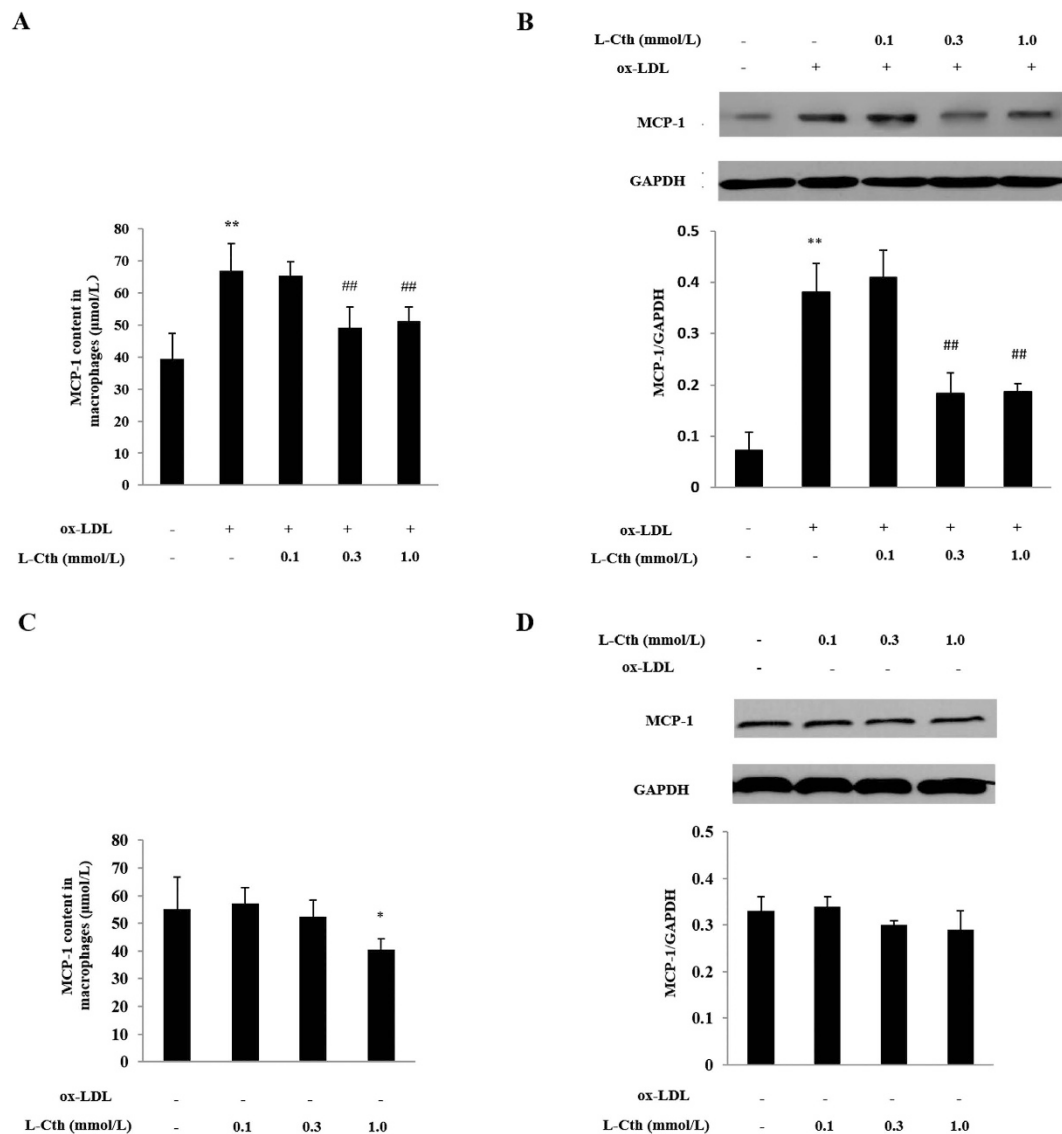 A
MCP-1 content in
macrophages (μmol/L)
80
70
60
50
40
30
20
10
0
**
##
##
ox-LDL - + + + +
L-Cth (mmol/L) - - 0.1 0.3 1.0
B
L-Cth (mmol/L) - - 0.1 0.3 1.0
ox-LDL - + + + +
MCP-1
GAPDH
MCP-1/GAPDH
0.5
0.4
0.3
0.2
0.1
0
**
##
##
ox-LDL - + + + +
L-Cth (mmol/L) - - 0.1 0.3 1.0
C
MCP-1 content in
macrophages (μmol/L)
80
70
60
50
40
30
20
10
0
*
ox-LDL - - - -
L-Cth (mmol/L) - 0.1 0.3 1.0
D
L-Cth (mmol/L) - 0.1 0.3 1.0
ox-LDL - - - -
MCP-1
GAPDH
MCP-1/GAPDH
0.5
0.4
0.3
0.2
0.1
0
ox-LDL - - - -
L-Cth (mmol/L) - 0.1 0.3 1.0